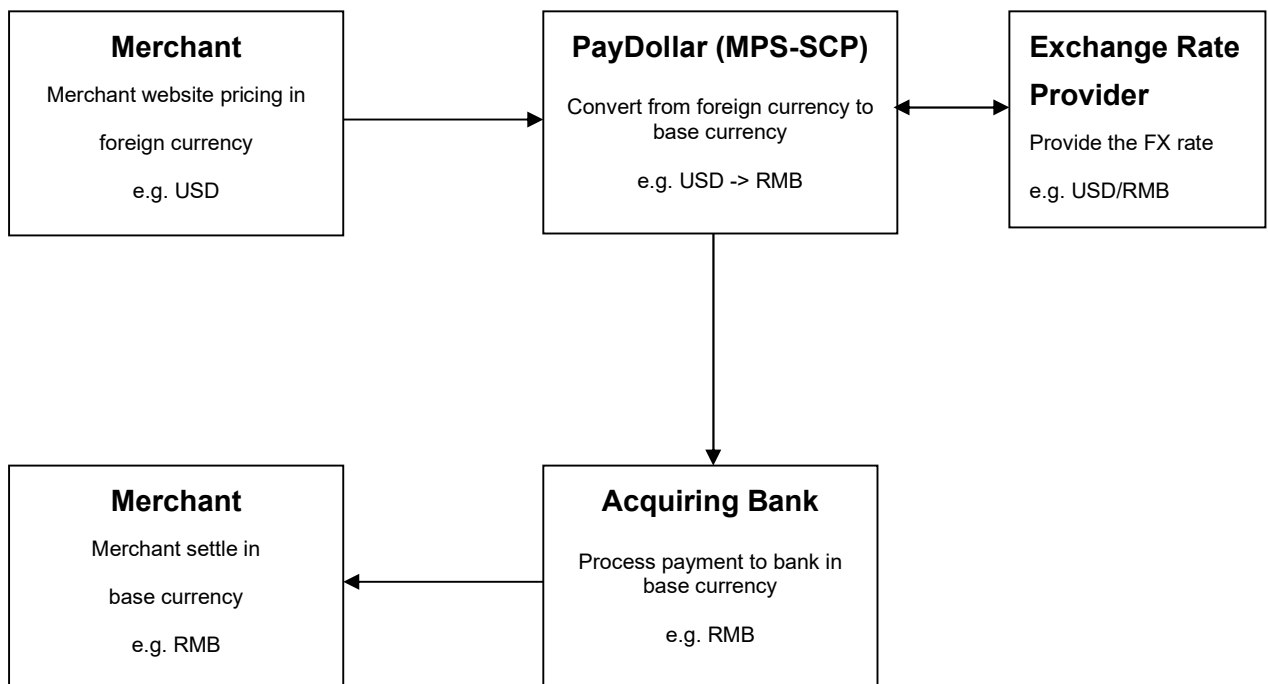 Merchant
Merchant website pricing in
foreign currency
e.g. USD
PayDollar (MPS-SCP)
Convert from foreign currency to
base currency
e.g. USD -> RMB
Exchange Rate
Provider
Provide the FX rate
e.g. USD/RMB
Merchant
Merchant settle in
base currency
e.g. RMB
Acquiring Bank
Process payment to bank in
base currency
e.g. RMB